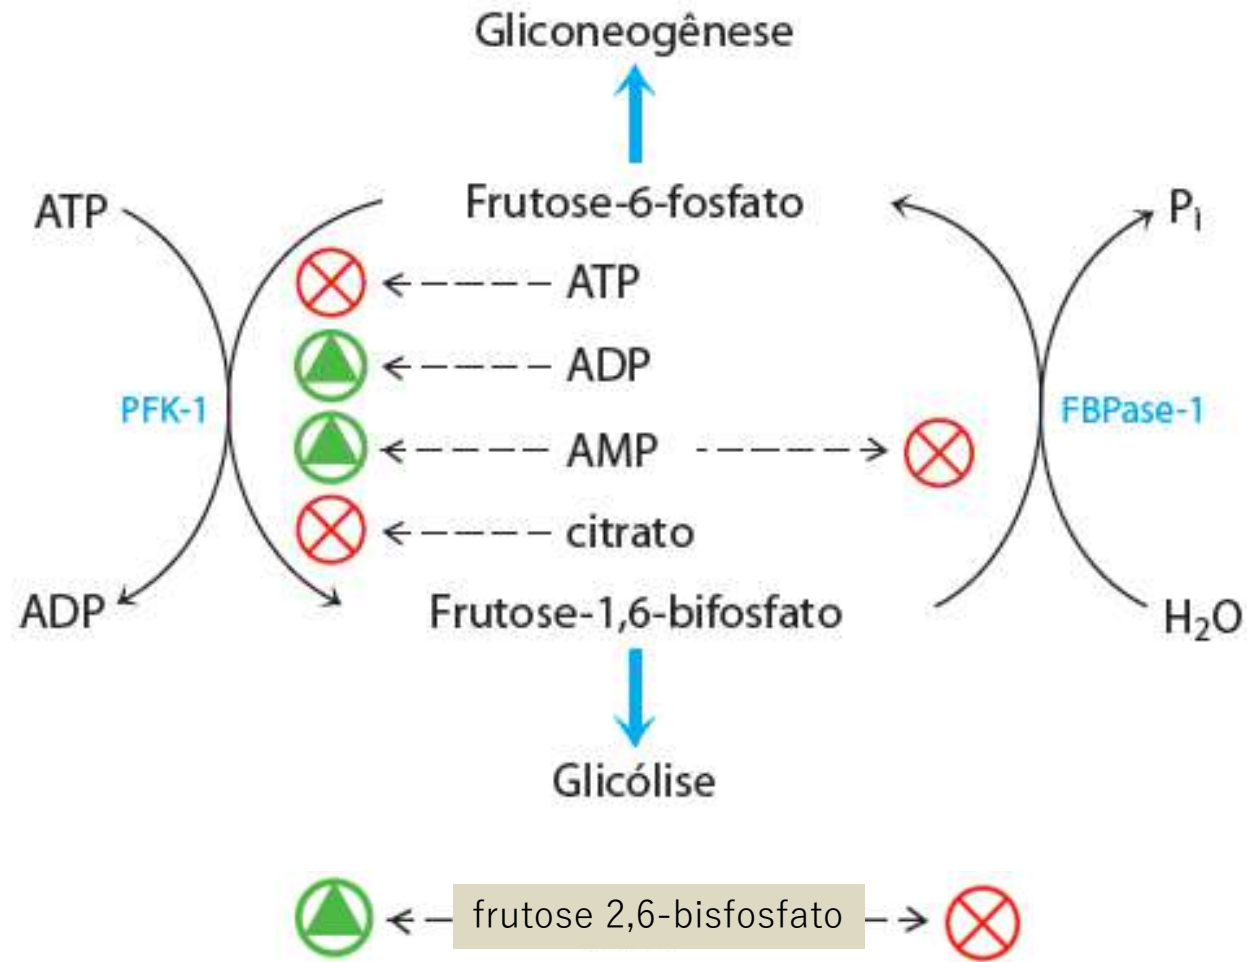 Gliconeogênese
ATP
Frutose-6-fosfato
Pi
ATP
ADP
PFK-1
AMP
FBPase-1
citrato
ADP
Frutose-1,6-bifosfato
H₂O
Glicólise
frutose 2,6-bisfosfato